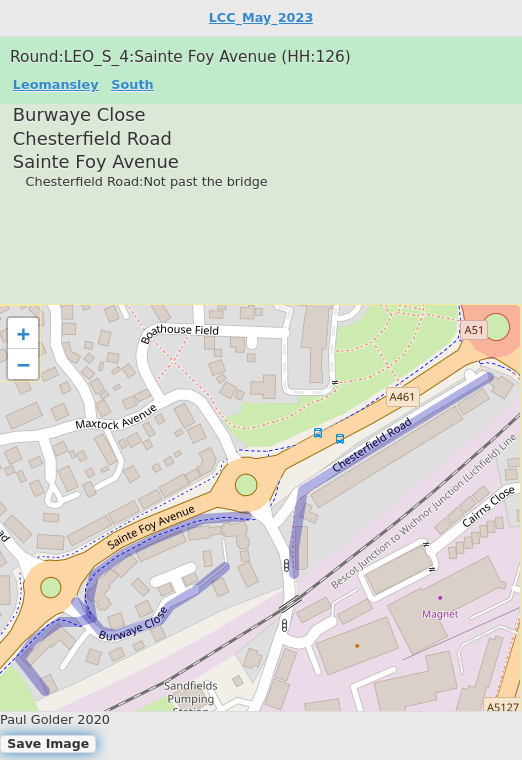 LCC_May_2023
Round:LEO_S_4:Sainte Foy Avenue (HH:126)
Leomansley South
Burwaye Close
Chesterfield Road
Sainte Foy Avenue
Chesterfield Road:Not past the bridge
+
−
Boathouse Field
A51
A461
Maxtock Avenue
Chesterfield Road
Sainte Foy Avenue
Bescot Junction to Wichnor Junction (Lichfield) Line
Cairns Close
ad
Burwaye Close
Magnet
Sandfields
Pumping
Station
A5127
Paul Golder 2020
Save Image